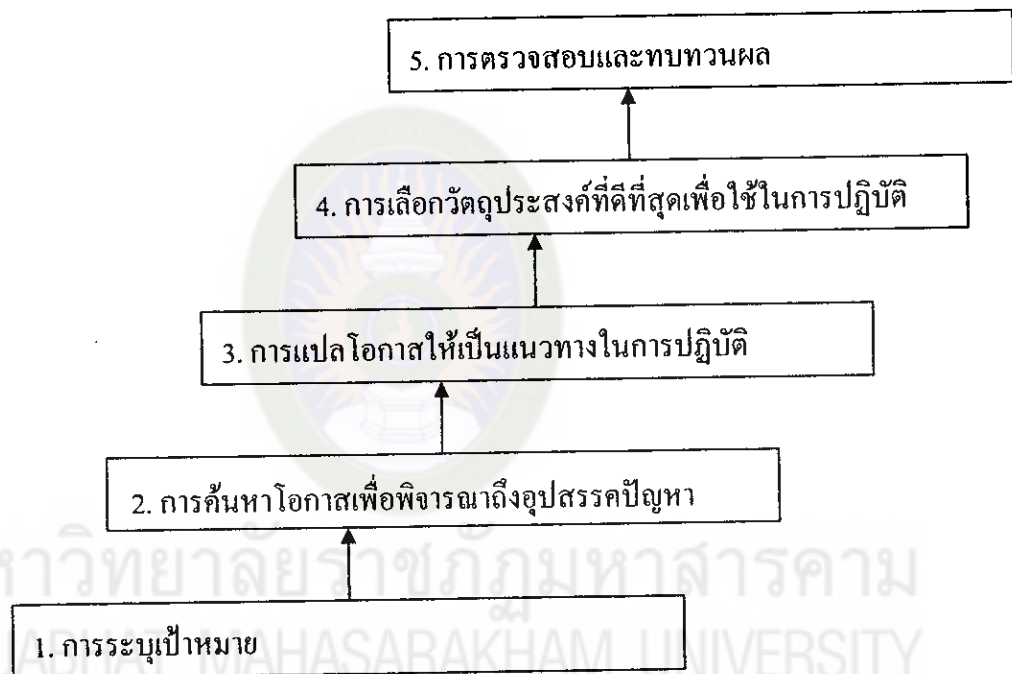 5. การตรวจสอบและทบทวนผล
4. การเลือกวัตถุประสงค์ที่ดีที่สุดเพื่อใช้ในการปฏิบัติ
3. การแปลโอกาสให้เป็นแนวทางในการปฏิบัติ
2. การค้นหาโอกาสเพื่อพิจารณาถึงอุปสรรคปัญหา
หาวิทยาลัยราชภัฏมหาสารคาม
1. การระบุเป้าหมาย
MAHASARAKHAM UNIVERSITY